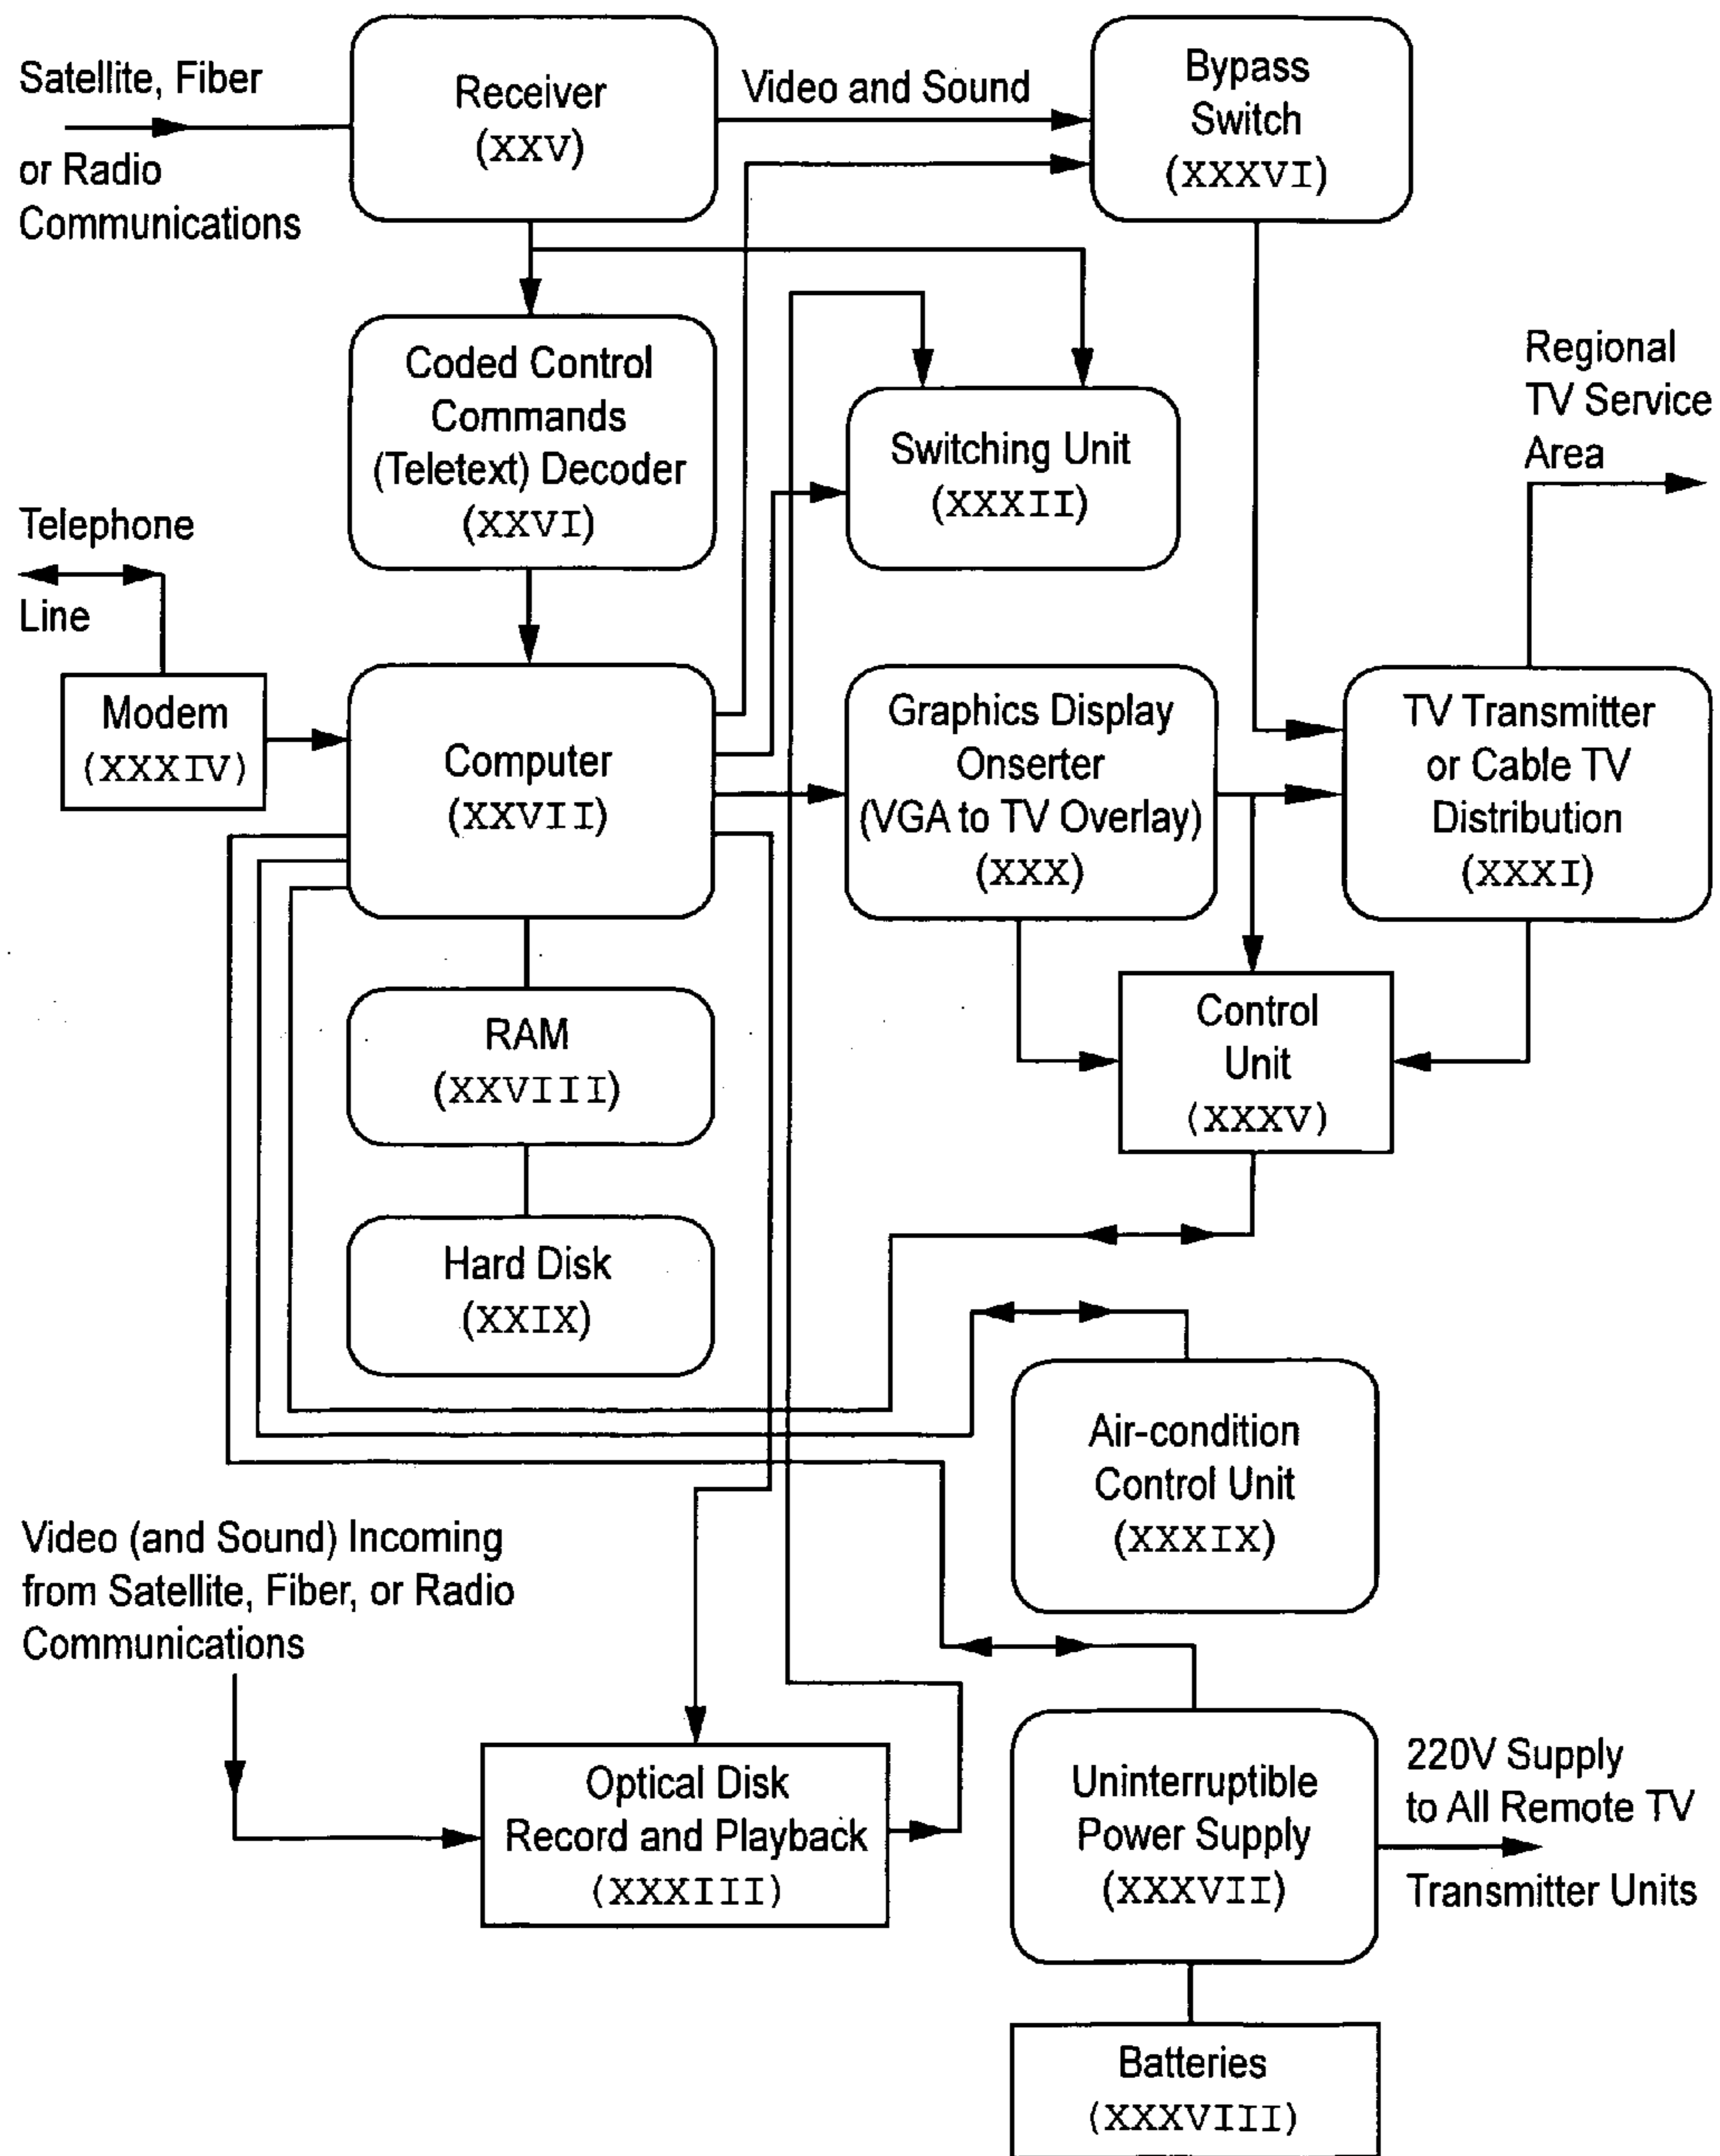 Satellite, Fiber
or Radio
Communications
Receiver
(XXV)
Video and Sound
Bypass
Switch
(XXXVI)
Coded Control
Commands
(Teletext) Decoder
(XXVI)
Switching Unit
(XXXII)
Regional
TV Service
Area
Telephone
Line
Modem
(XXXIV)
Computer
(XXVII)
Graphics Display
Onserter
(VGA to TV Overlay)
(XXX)
TV Transmitter
or Cable TV
Distribution
(XXXI)
RAM
(XXVIII)
Control
Unit
(XXXV)
Hard Disk
(XXIX)
Air-condition
Control Unit
(XXXIX)
Video (and Sound) Incoming
from Satellite, Fiber, or Radio
Communications
Optical Disk
Record and Playback
(XXXIII)
Uninterruptible
Power Supply
(XXXVII)
220V Supply
to All Remote TV
Transmitter Units
Batteries
(XXXVIII)